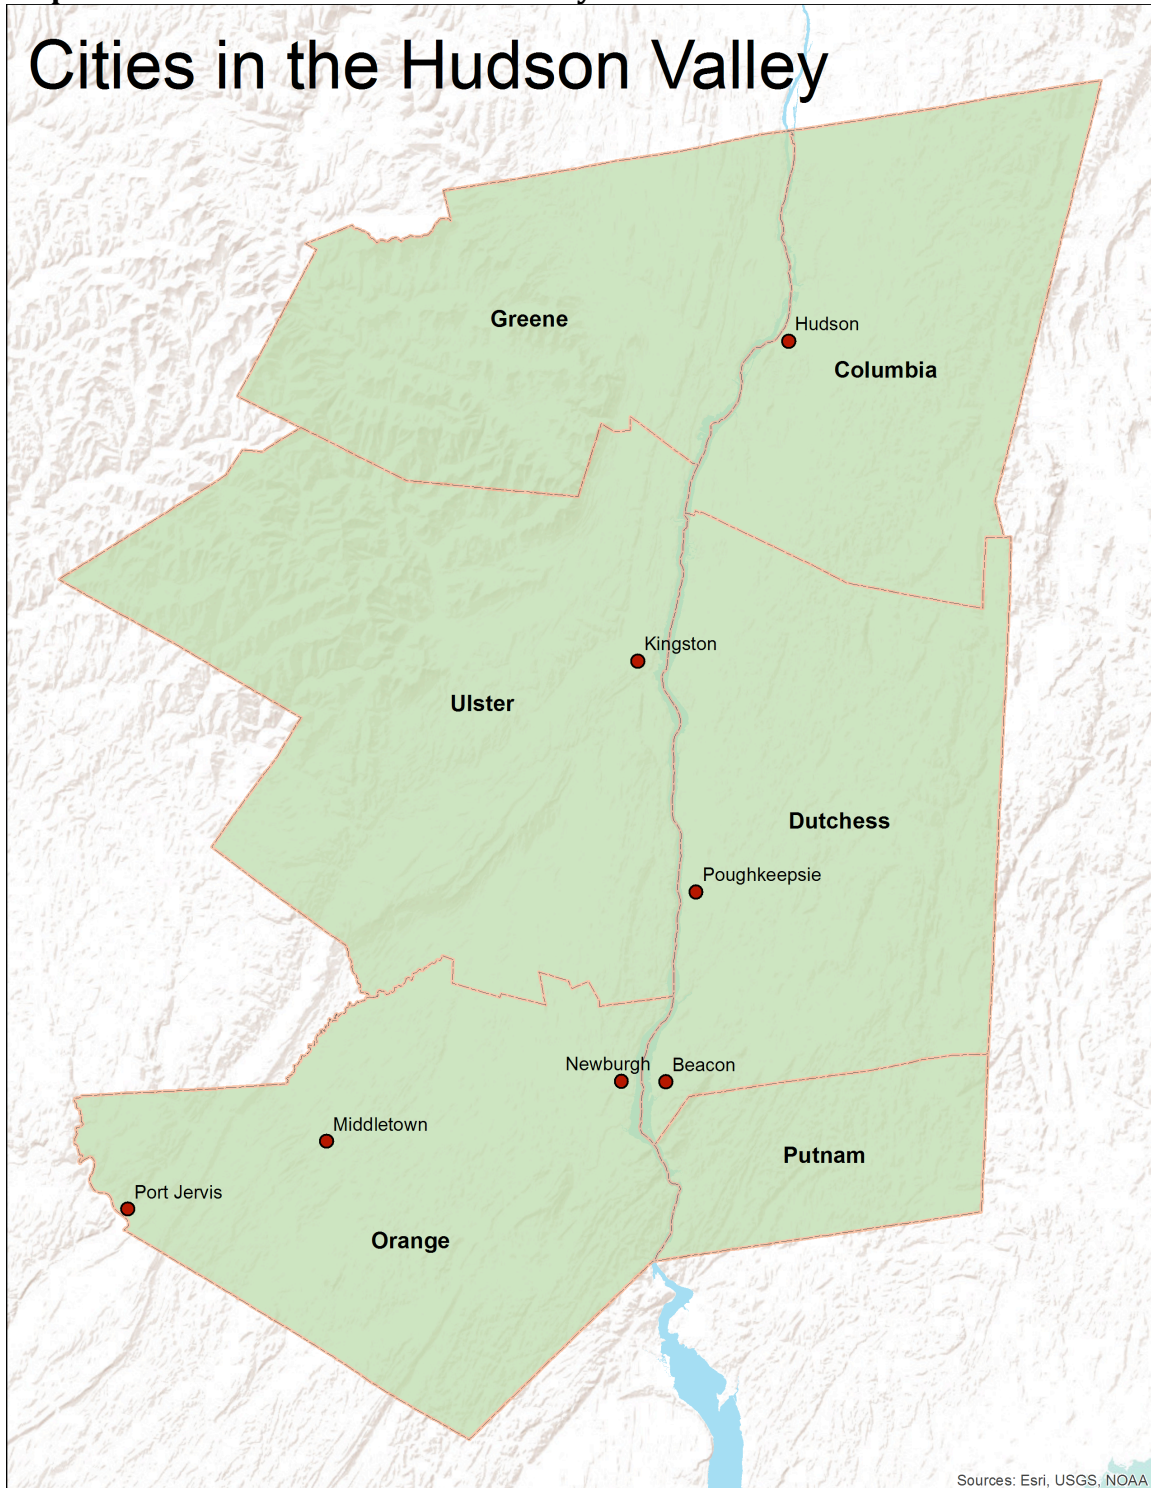 Cities in the Hudson Valley
Greene
Hudson
Columbia
Kingston
Ulster
Dutchess
Poughkeepsie
Newburgh
Beacon
Middletown
Putnam
Port Jervis
Orange
Sources: Esri, USGS, NOAA